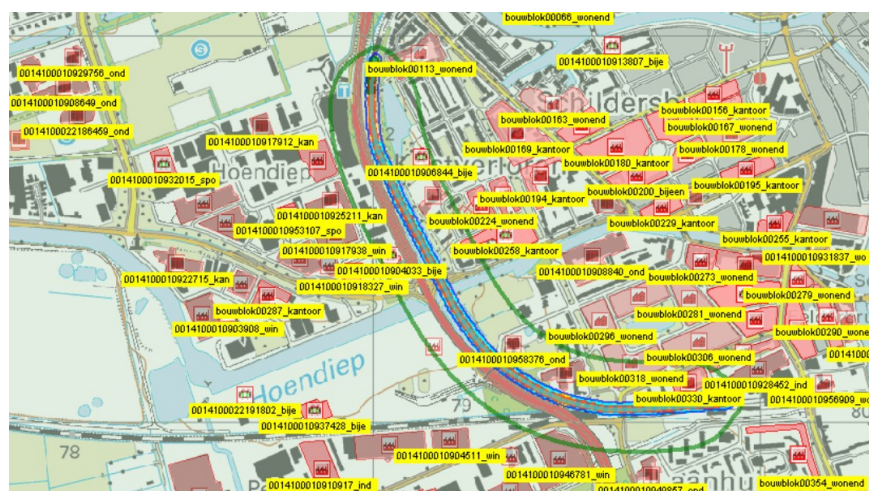 bouwblok00066_wonend
0014100010913807_bije
bouwblok00113_wonend
0014100010929756_ond
0014100010908649_ond
0014100022186459_ond
bouwblok00156_kantoor
bouwblok00163_wonend
bouwblok00167_wonend
0014100010917912_kan
bouwblok00169_kantoor
bouwblok00178_wonend
bouwblok00180_kantoor
Hoendiep
0014100010906844_bije
0014100010932015_spo
bouwblok00200_bijeen
bouwblok00195_kantoor
bouwblok00194_kantoor
0014100010925211_kan
bouwblok00224_wonend
bouwblok00229_kantoor
0014100010953107_spo
bouwblok00255_kantoor
0014100010917938_win
bouwblok00258_kantoor
0014100010931837_wo
0014100010904033_bije
0014100010908840_ond
bouwblok00273_wonend
0014100010922715_kan
0014100010918327_win
bouwblok00279_wonend
bouwblok00287_kantoor
bouwblok00281_wonend
0014100010903908_win
bouwblok00290_wone
bouwblok00296_wonend
0014100010958376_ond
bouwblok00306_wonend
Hoendiep
bouwblok00318_wonend
0014100010928452_ind
bouwblok00330_kantoor
0014100010956909_wo
0014100022191802_bije
79
80
0014100010937428_bije
78
0014100010904511_win
0014100010946781_win
0014100010910917_ind
bouwblok00354_wonend